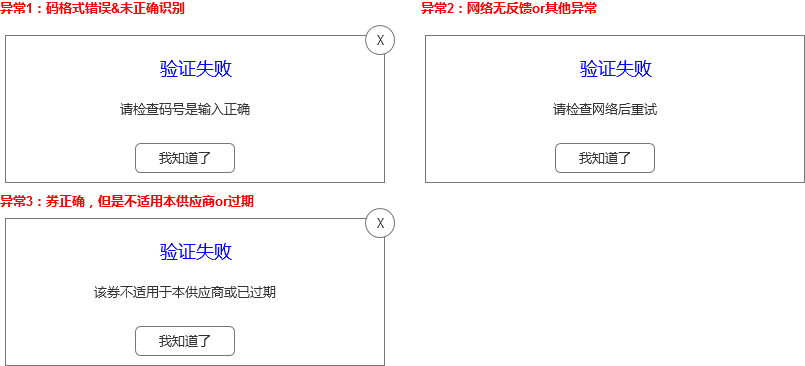 异常1：码格式错误&未正确识别
X
验证失败
请检查码号是输入正确
我知道了
异常2：网络无反馈or其他异常
验证失败
请检查网络后重试
我知道了
异常3：券正确，但是不适用本供应商or过期
X
验证失败
该券不适用于本供应商或已过期
我知道了